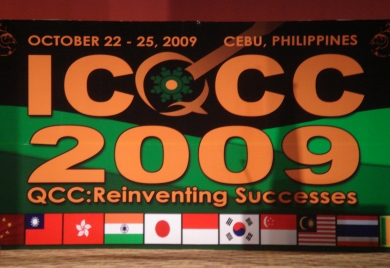 OCTOBER 22 - 25, 2009 CEBU, PHILIPPINES
ICQCC
2009
QCC:Reinventing Successes